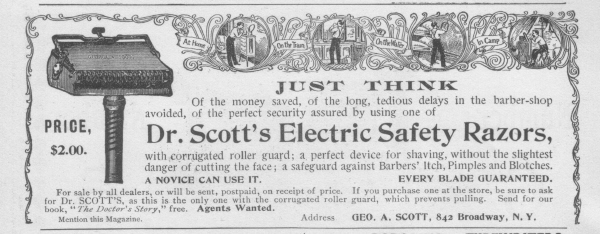 At Home
On the Train
On the Water
In Camp
JUST THINK
Of the money saved, of the long, tedious delays in the barber-shop
avoided, of the perfect security assured by using one of
PRICE,
$2.00.
Dr. Scott's Electric Safety Razors,
with corrugated roller guard; a perfect device for shaving, without the slightest
danger of cutting the face; a safeguard against Barbers' Itch, Pimples and Blotches.
A NOVICE CAN USE IT. EVERY BLADE GUARANTEED.
For sale by all dealers, or will be sent, postpaid, on receipt of price. If you purchase one at the store, be sure to ask
for Dr. SCOTT'S, as this is the only one with the corrugated roller guard, which prevents pulling. Send for our
book, "The Doctor's Story," free. Agents Wanted.
Mention this Magazine. Address GEO. A. SCOTT, 842 Broadway, N. Y.